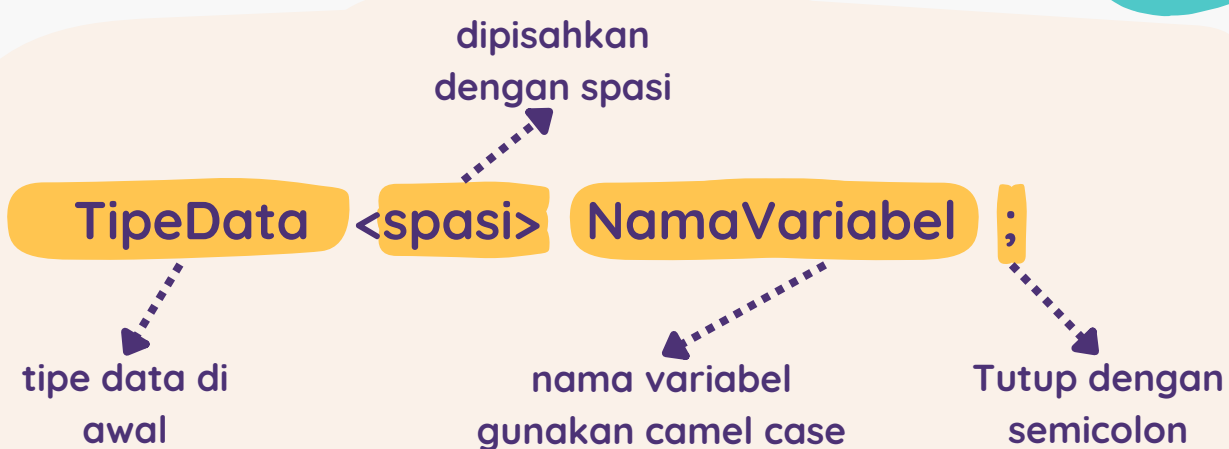 dipisahkan
dengan spasi
TipeData <spasi> NamaVariabel ;
tipe data di
awal
nama variabel
gunakan camel case
Tutup dengan
semicolon